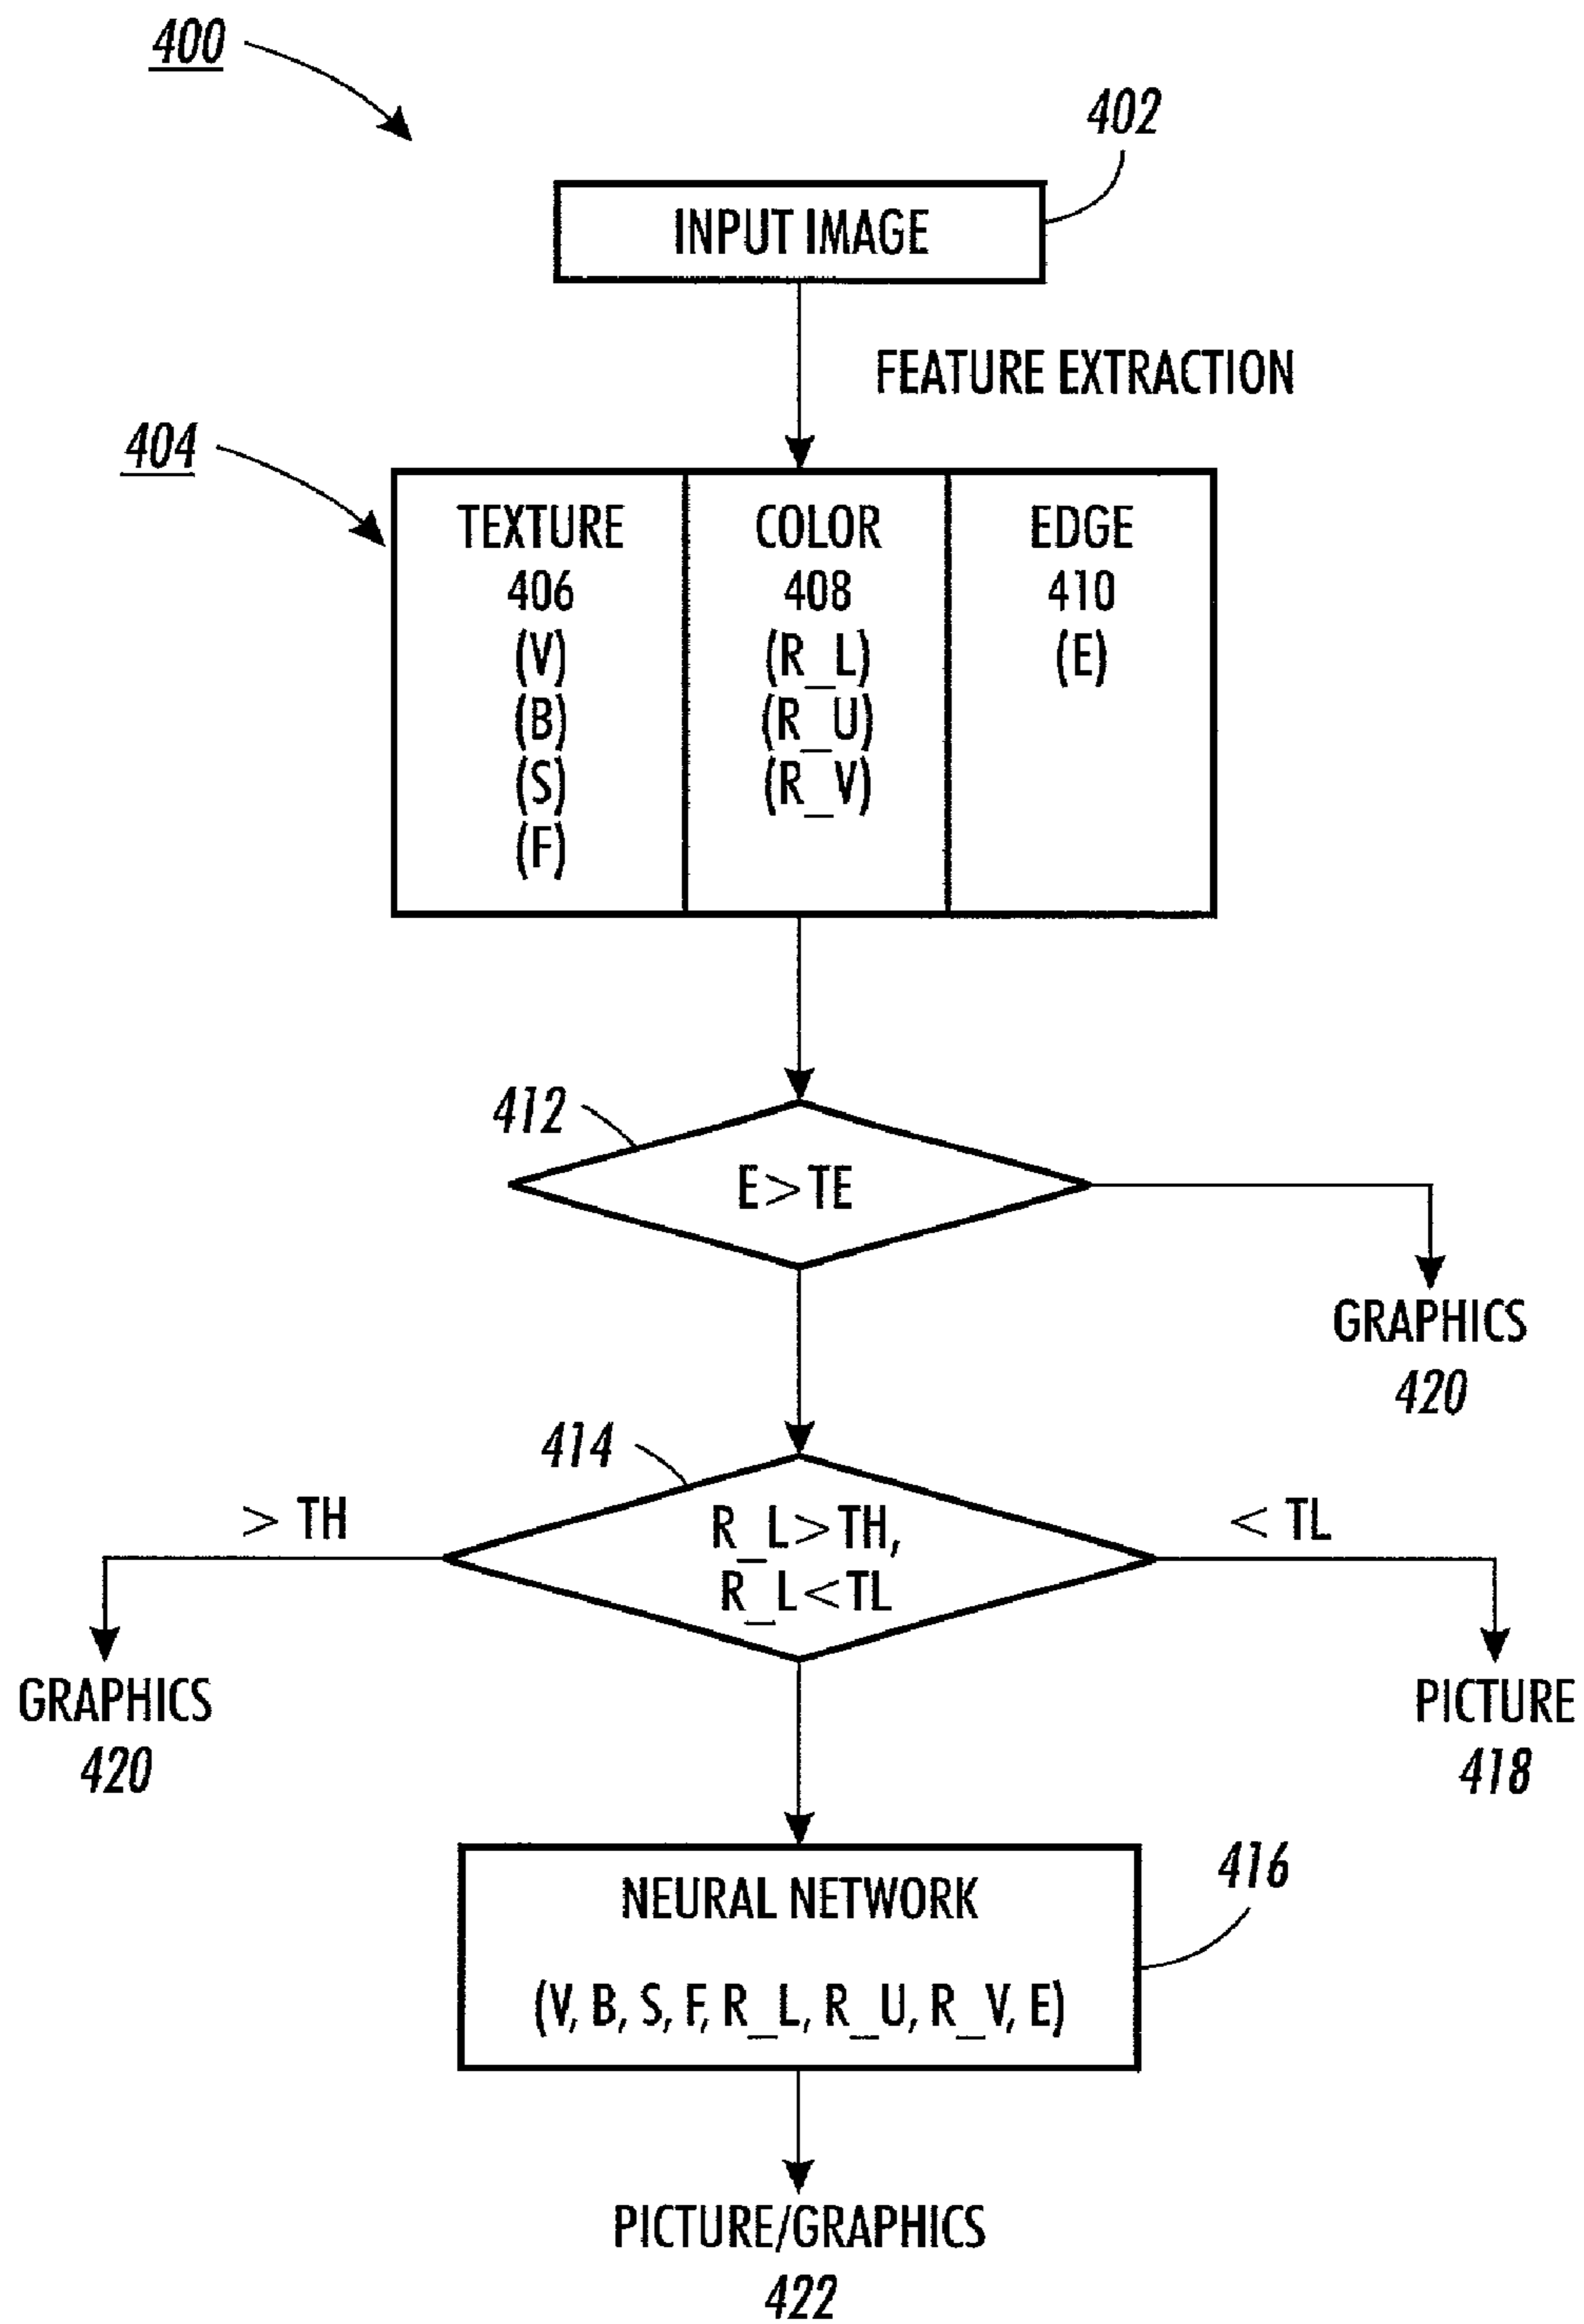 400
402
INPUT IMAGE
FEATURE EXTRACTION
404
TEXTURE
406
(V)
(B)
(S)
(F)
COLOR
408
(R_L)
(R_U)
(R_V)
EDGE
410
(E)
412
E>TE
GRAPHICS
420
414
> TH
R_L>TH,
R_L<TL
< TL
GRAPHICS
420
PICTURE
418
416
NEURAL NETWORK
(V, B, S, F, R_L, R_U, R_V, E)
PICTURE/GRAPHICS
422